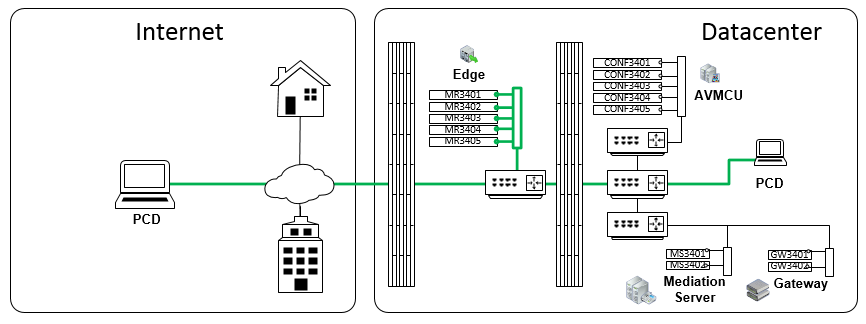 Internet
Datacenter
Edge
MR3401
MR3402
MR3403
MR3404
MR3405
CONF3401
CONF3402
CONF3403
CONF3404
CONF3405
AVMCU
PCD
PCD
MS3401
MS3402
Mediation
Server
GW3401
GW3402
Gateway